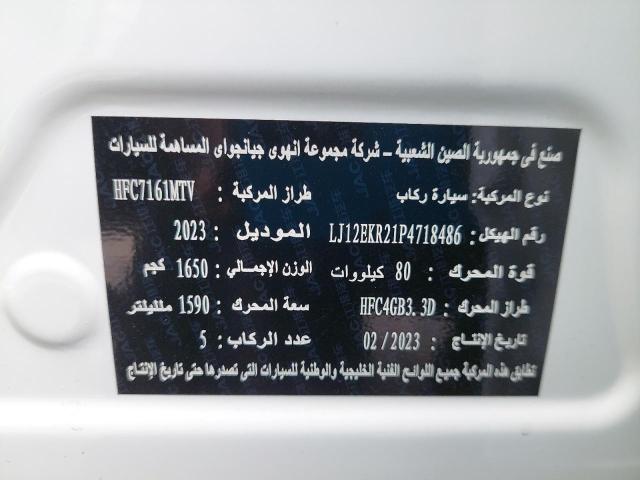 صنع في جمهورية الصين الشعبية - شركة مجموعة انهوى جيانجواى المساهمة للسيارات
نوع المركبة: سيارة ركاب طراز المركبة : HFC7161MTV
رقم الهيكل: LJ12EKR21P4718486 الموديل: 2023
قوة المحرك : 80 كيلووات الوزن الإجمالي: 1650 كجم
طراز المحرك : HFC4GB3.3D سعة المحرك: 1590 ملليلتر
تاريخ الإنتاج : 02/2023 عدد الركاب: 5
تطابق هذه المركبة جميع اللوائح الفنية الخليجية والوطنية للسيارات التى تصدرها حتى تاريخ الإنتاج